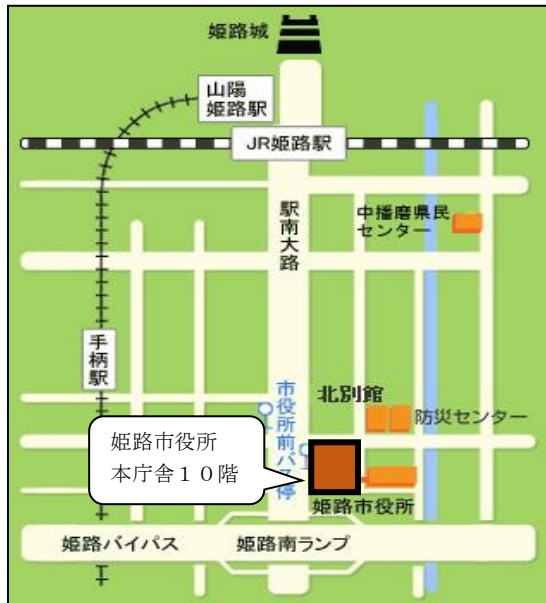 姫路城
山陽
姫路駅
JR姫路駅
駅南大路
中播磨県民
センター
手柄駅
市役所前バス停
北別館
防災センター
姫路市役所
本庁舎１０階
姫路市役所
姫路バイパス
姫路南ランプ